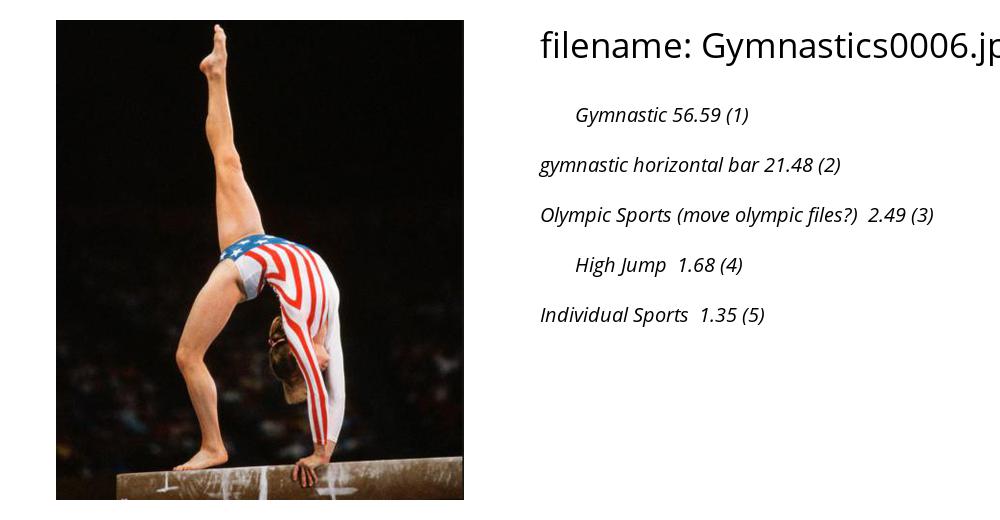 filename: Gymnastics0006.jp
Gymnastic 56.59 (1)
gymnastic horizontal bar 21.48 (2)
Olympic Sports (move olympic files?) 2.49 (3)
High Jump 1.68 (4)
Individual Sports 1.35 (5)